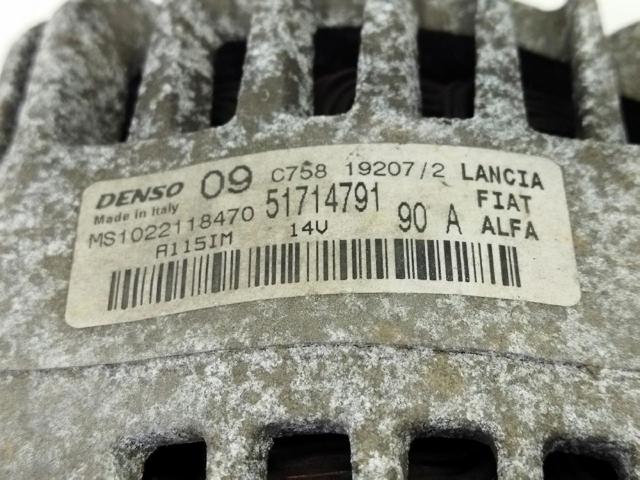 DENSO 09 C758 19207/2 LANCIA
Made in Italy 51714791 FIAT
MS1022118470 90 A ALFA
A115IM 14V